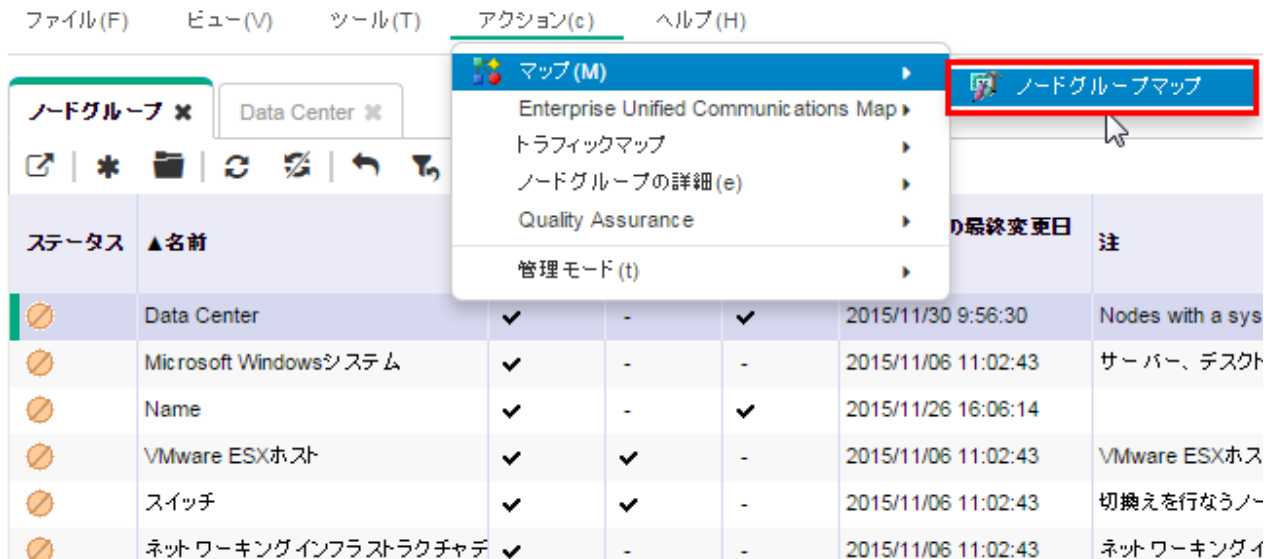 ファイル(F) ビュー(V) ツール(T) アクション(c) ヘルプ(H)
マップ(M)
ノードグループマップ
ノードグループ Data Center
Enterprise Unified Communications Map
トラフィックマップ
ノードグループの詳細(e)
Quality Assurance
管理モード(t)
ステータス ▲名前 の最終変更日 注
Data Center - 2015/11/30 9:56:30 Nodes with a sys
Microsoft Windowsシステム - - 2015/11/06 11:02:43 サーバー、デスクト
Name - 2015/11/26 16:06:14
VMware ESXホスト - 2015/11/06 11:02:43 VMware ESXホス
スイッチ - 2015/11/06 11:02:43 切換えを行なうノー
ネットワーキングインフラストラクチャデ - - 2015/11/06 11:02:43 ネットワーキングイ